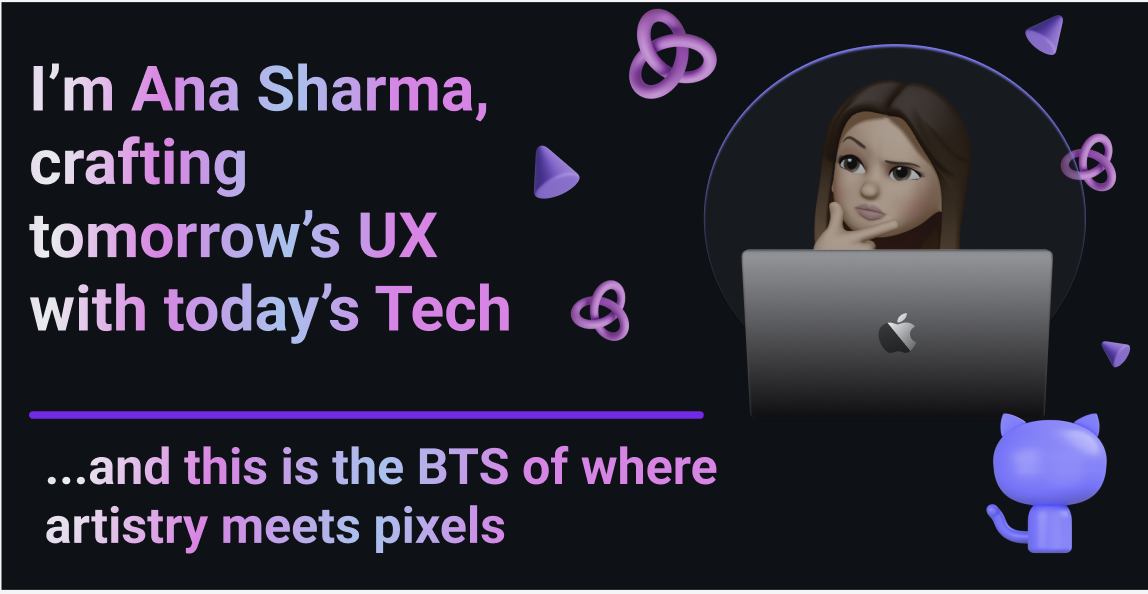 I’m Ana Sharma,
crafting
tomorrow’s UX
with today’s Tech
...and this is the BTS of where
artistry meets pixels